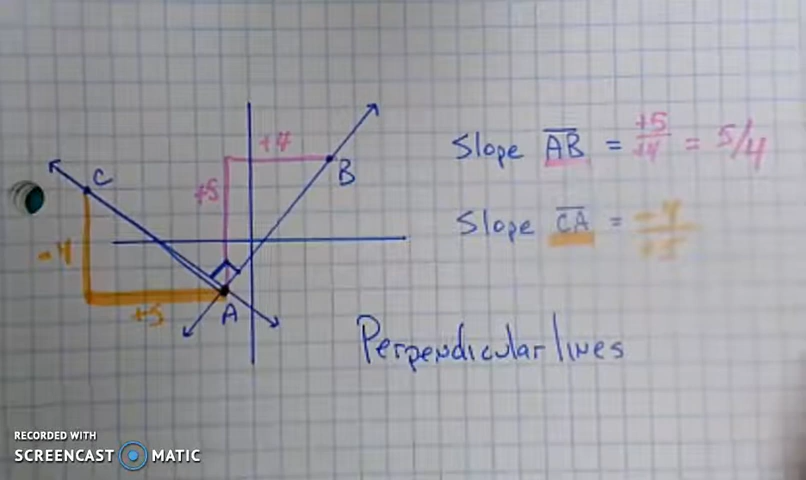 +4
+5
C
B
-4
+5
A
Slope AB = +5/+4 = 5/4
Slope CA = -4/+5
Perpendicular lines
RECORDED WITH
SCREENCAST MATIC